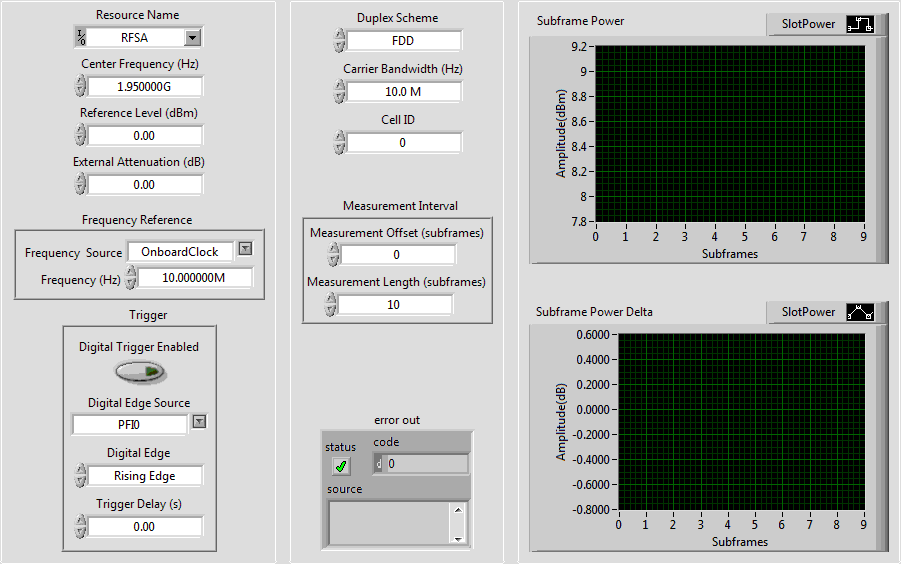 Resource Name
I/O RFSA
Center Frequency (Hz)
1.950000G
Reference Level (dBm)
0.00
External Attenuation (dB)
0.00
Frequency Reference
Frequency Source OnboardClock
Frequency (Hz) 10.000000M
Trigger
Digital Trigger Enabled
Digital Edge Source
PFI0
Digital Edge
Rising Edge
Trigger Delay (s)
0.00
Duplex Scheme
FDD
Carrier Bandwidth (Hz)
10.0 M
Cell ID
0
Measurement Interval
Measurement Offset (subframes)
0
Measurement Length (subframes)
10
error out
status
code
d 0
source
Subframe Power
SlotPower
Amplitude(dBm)
9.2
9
8.8
8.6
8.4
8.2
8
7.8
0 1 2 3 4 5 6 7 8 9
Subframes
Subframe Power Delta
SlotPower
Amplitude(dB)
0.6000
0.4000
0.2000
0.0000
-0.2000
-0.4000
-0.6000
-0.8000
0 1 2 3 4 5 6 7 8 9
Subframes